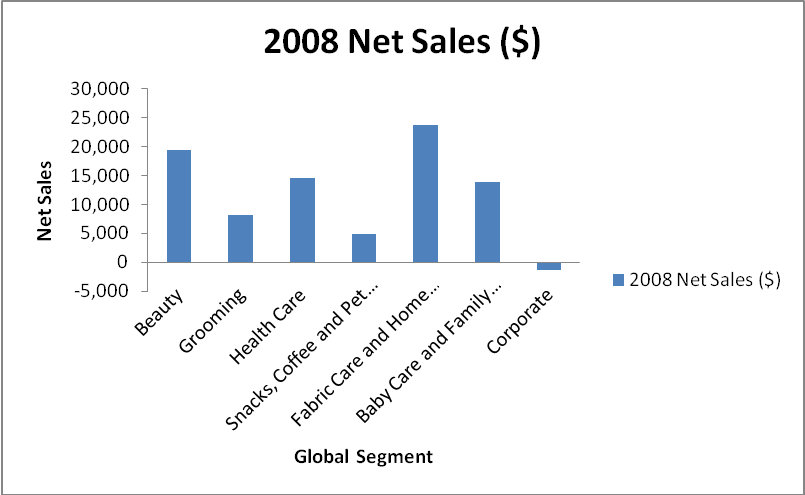 2008 Net Sales ($)
30,000
25,000
20,000
15,000
10,000
5,000
0
-5,000
Net Sales
Beauty
Grooming
Health Care
Snacks, Coffee and Pet...
Fabric Care and Home...
Baby Care and Family...
Corporate
Global Segment
2008 Net Sales ($)